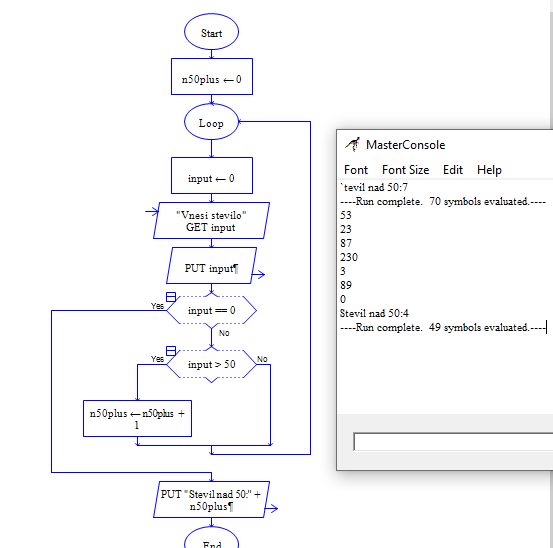 Start
n50plus ← 0
Loop
input ← 0
"Vnesi stevilo"
GET input
PUT input¶
Yes
input == 0
No
Yes
input > 50
No
n50plus ← n50plus +
1
PUT "Stevil nad 50:" +
n50plus¶
End
MasterConsole
Font Font Size Edit Help
`tevil nad 50:7
----Run complete. 70 symbols evaluated.----
53
23
87
230
3
89
0
Stevil nad 50:4
----Run complete. 49 symbols evaluated.----